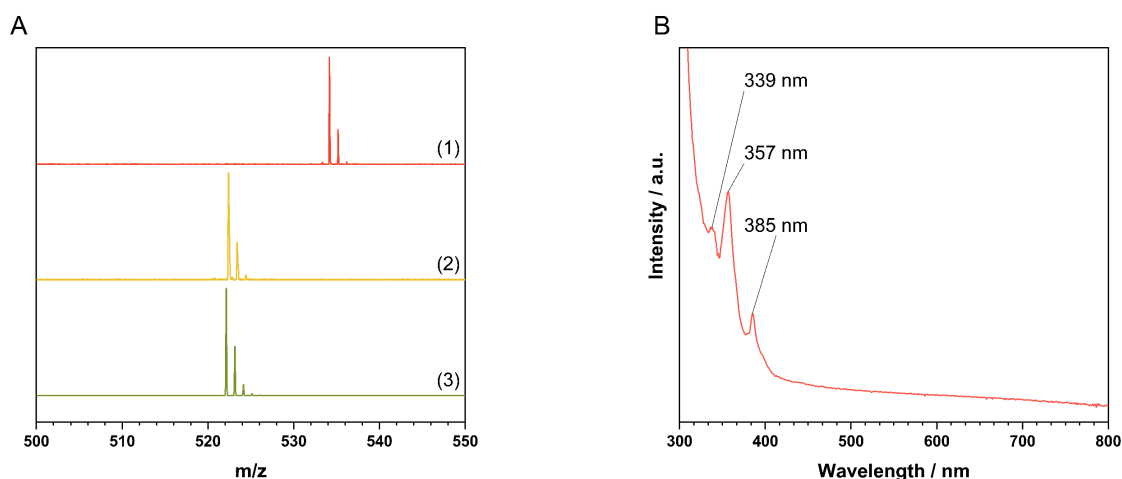 A
(1)
(2)
(3)
500 510 520 530 540 550
m/z
B
339 nm
357 nm
385 nm
Intensity / a.u.
300 400 500 600 700 800
Wavelength / nm